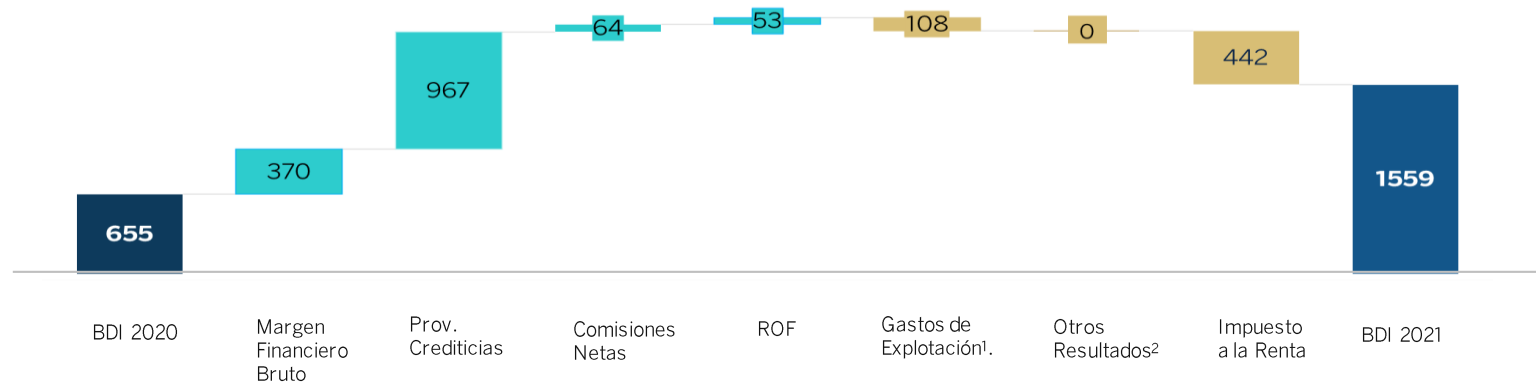 64
53
108
0
967
442
370
655
1559
BDI 2020
Margen
Financiero
Bruto
Prov.
Crediticias
Comisiones
Netas
ROF
Gastos de
Explotación¹.
Otros
Resultados²
Impuesto
a la Renta
BDI 2021